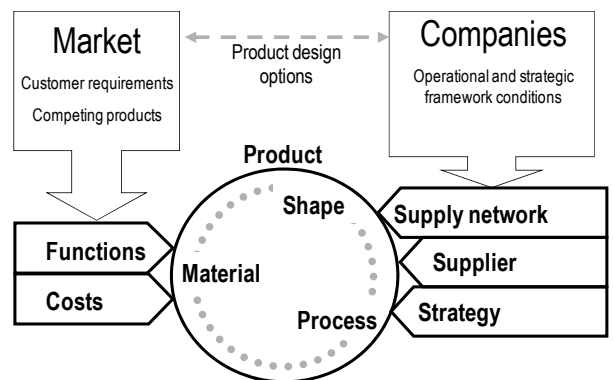 Market
Customer requirements
Competing products
Product design
options
Companies
Operational and strategic
framework conditions
Product
Shape
Material
Process
Functions
Costs
Supply network
Supplier
Strategy